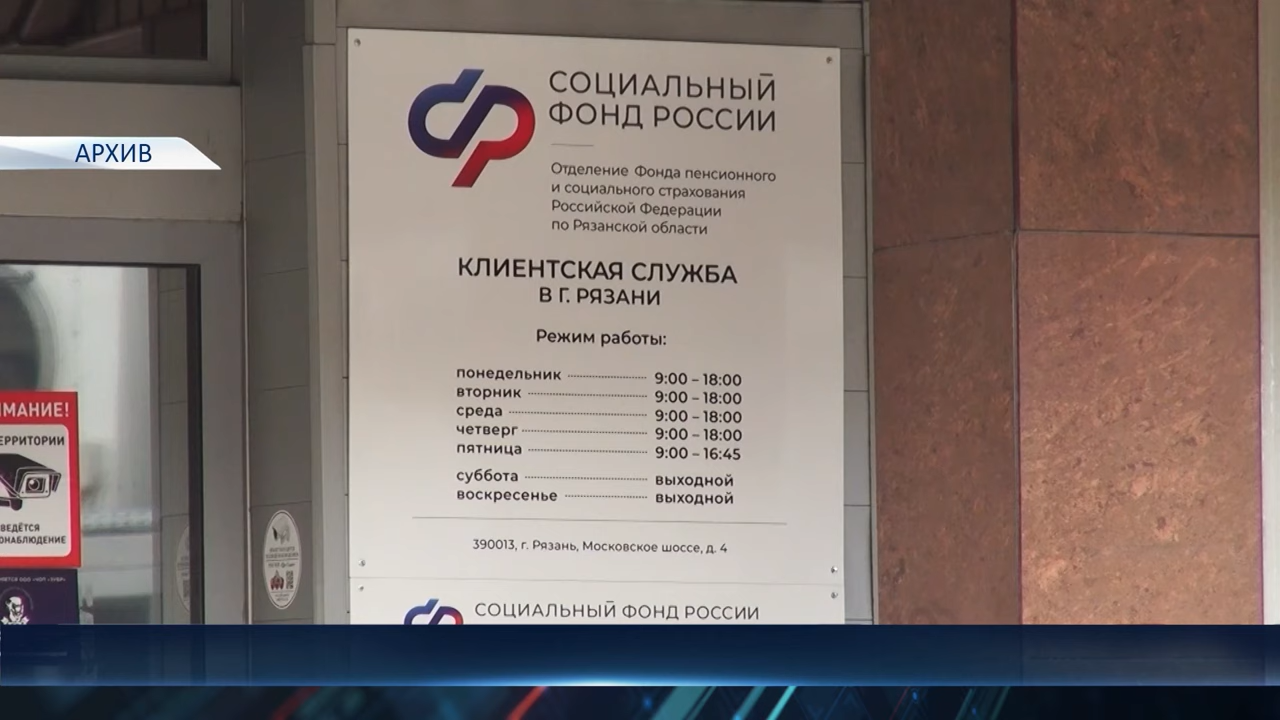 АРХИВ
СОЦИАЛЬНЫЙ
ФОНД РОССИИ
Отделение Фонда пенсионного
и социального страхования
Российской Федерации
по Рязанской области
КЛИЕНТСКАЯ СЛУЖБА
В Г. РЯЗАНИ
Режим работы:
понедельник 9:00 – 18:00
вторник 9:00 – 18:00
среда 9:00 – 18:00
четверг 9:00 – 18:00
пятница 9:00 – 16:45
суббота выходной
воскресенье выходной
390013, г. Рязань, Московское шоссе, д. 4
СОЦИАЛЬНЫЙ ФОНД РОССИИ
ИМАНИЕ!
ЕРРИТОРИИ
ВЕДЁТСЯ
ОНАБЛЮДЕНИЕ